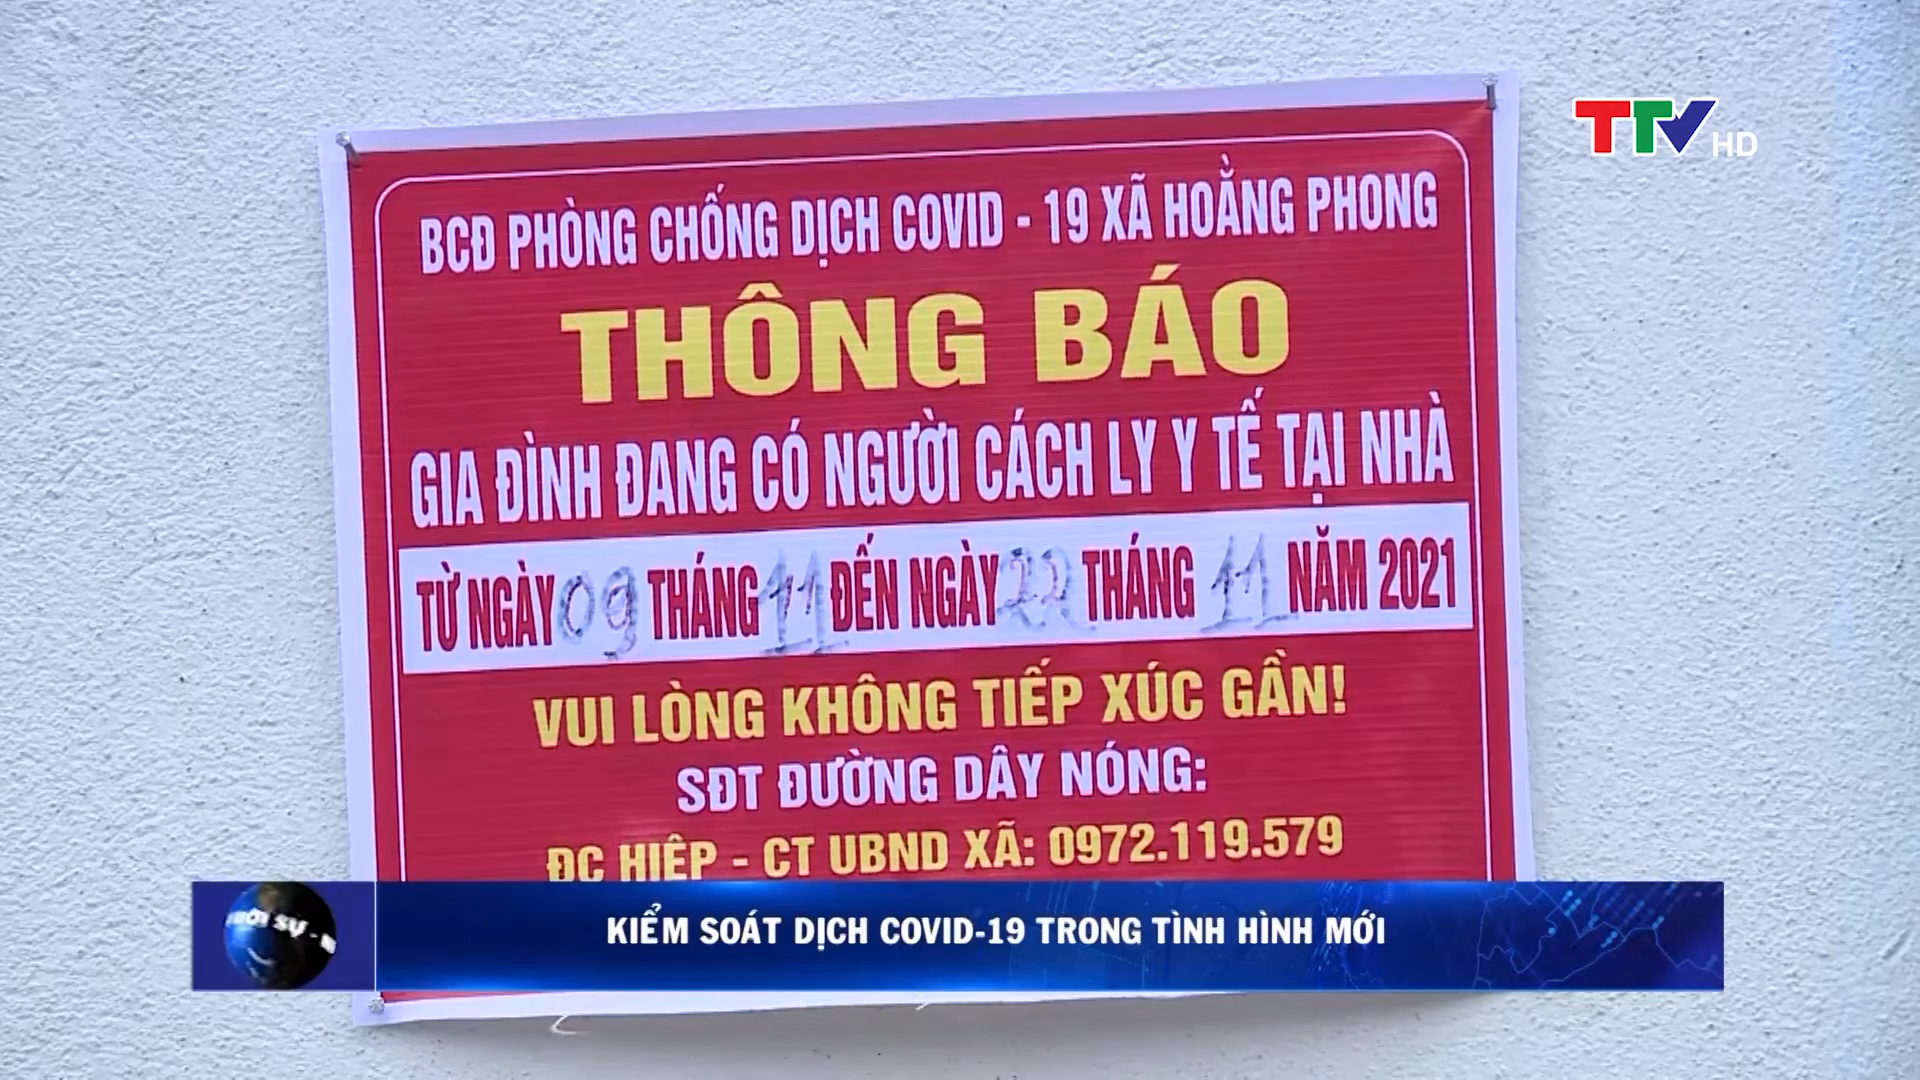 TTV HD
BCĐ PHÒNG CHỐNG DỊCH COVID - 19 XÃ HOẰNG PHONG
THÔNG BÁO
GIA ĐÌNH ĐANG CÓ NGƯỜI CÁCH LY Y TẾ TẠI NHÀ
TỪ NGÀY 09 THÁNG 11 ĐẾN NGÀY 22 THÁNG 11 NĂM 2021
VUI LÒNG KHÔNG TIẾP XÚC GẦN!
SĐT ĐƯỜNG DÂY NÓNG:
ĐC HIỆP - CT UBND XÃ: 0972.119.579
SỰ -
KIỂM SOÁT DỊCH COVID-19 TRONG TÌNH HÌNH MỚI